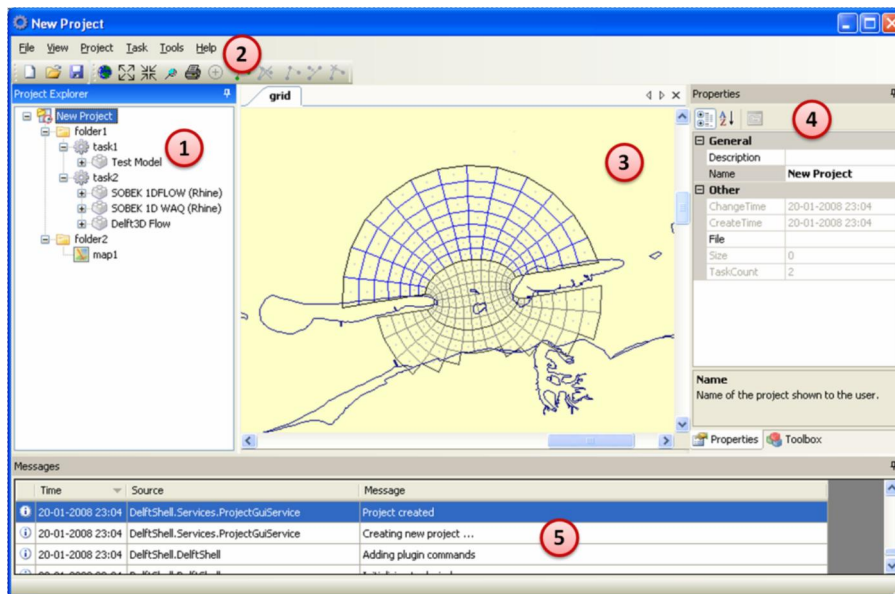 New Project
File View Project Task Tools Help
2
Project Explorer
grid
Properties
New Project
folder1
task1
1
Test Model
task2
SOBEK 1DFLOW (Rhine)
SOBEK 1D WAQ (Rhine)
Delft3D Flow
folder2
map1
3
4
General
Description
Name New Project
Other
ChangeTime 20-01-2008 23:04
CreateTime 20-01-2008 23:04
File
Size 0
TaskCount 2
Name
Name of the project shown to the user.
Properties Toolbox
Messages
Time Source Message
20-01-2008 23:04 DelftShell.Services.ProjectGuiService Project created
20-01-2008 23:04 DelftShell.Services.ProjectGuiService Creating new project ...
5
20-01-2008 23:04 DelftShell.DelftShell Adding plugin commands